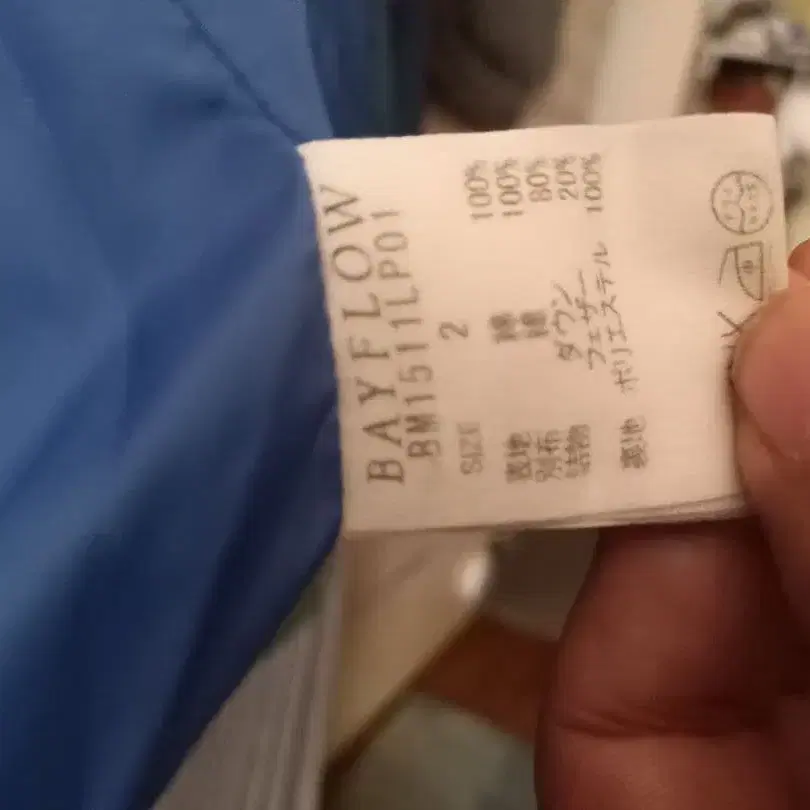 BAYFLOW
BM1511LP01
SIZE 2
表地 綿 100%
別布 綿 100%
詰物 ダウン 80%
フェザー 20%
裏地 ポリエステル 100%